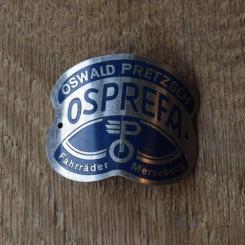 OSWALD PRETZSCH
OSPREFA
Fahrräder Merseburg